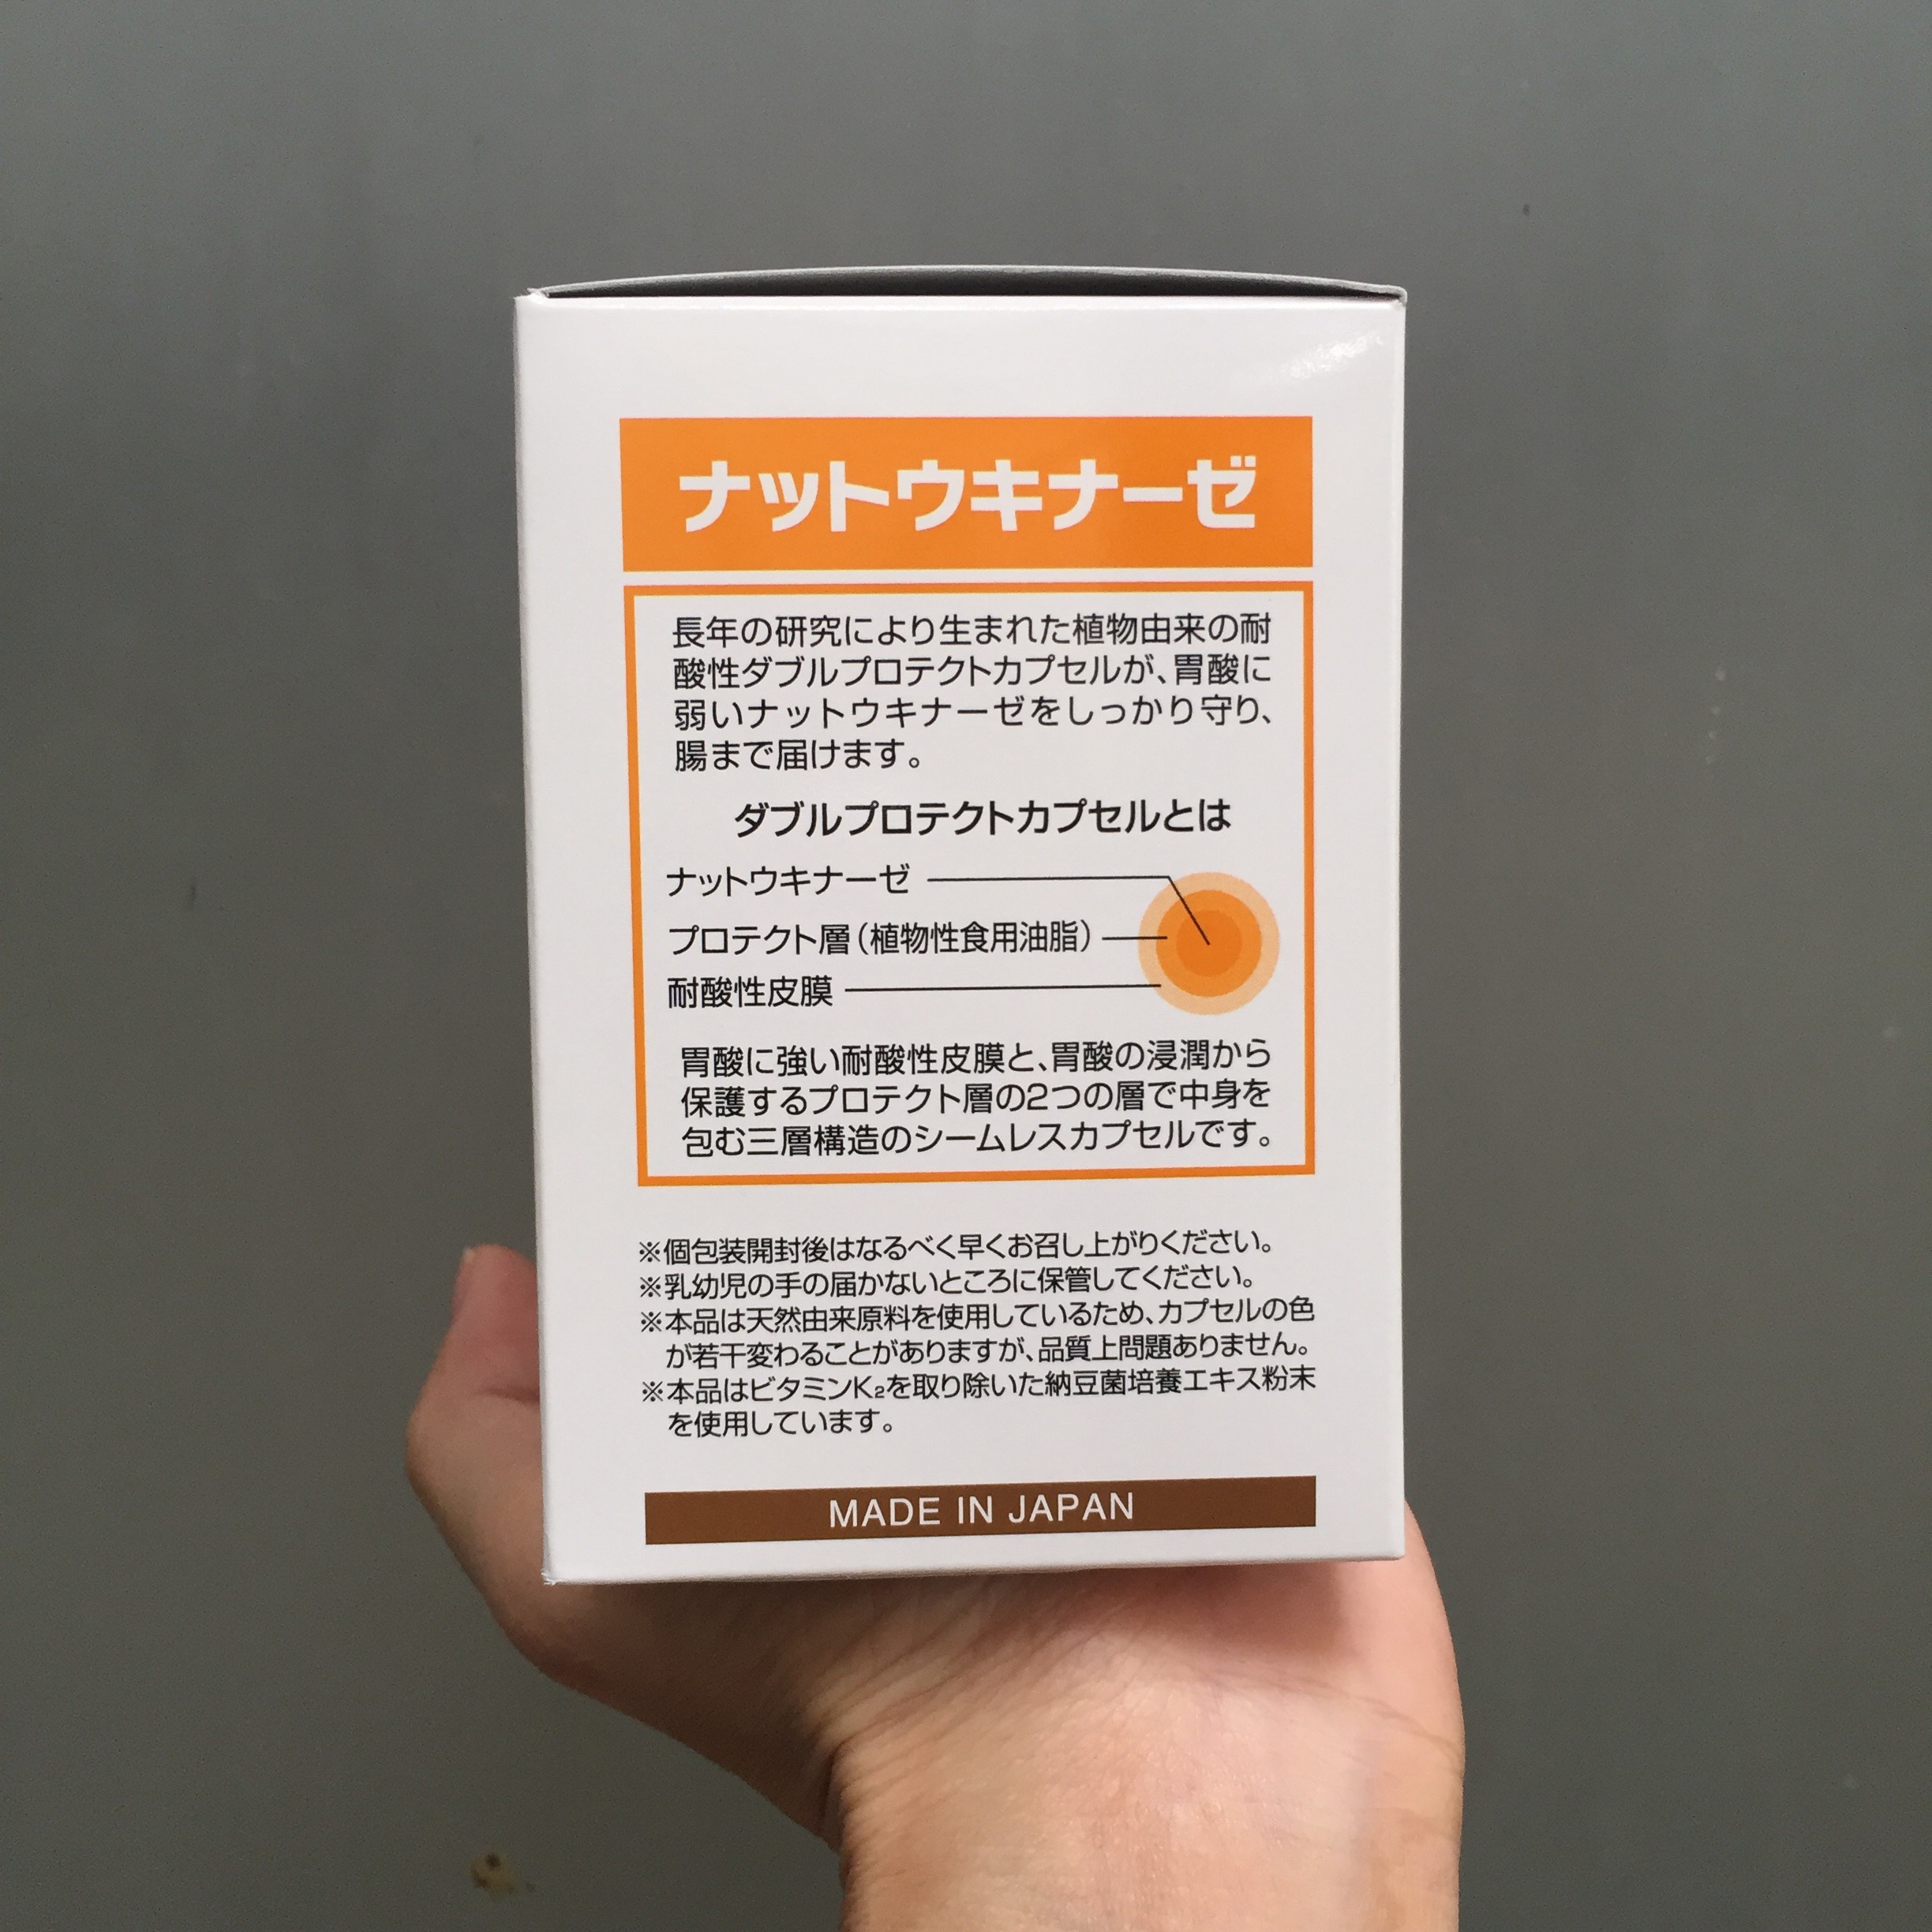 ナットウキナーゼ
長年の研究により生まれた植物由来の耐
酸性ダブルプロテクトカプセルが、胃酸に
弱いナットウキナーゼをしっかり守り、
腸まで届けます。
ダブルプロテクトカプセルとは
ナットウキナーゼ
プロテクト層(植物性食用油脂)
耐酸性皮膜
胃酸に強い耐酸性皮膜と、胃酸の浸潤から
保護するプロテクト層の2つの層で中身を
包む三層構造のシームレスカプセルです。
※個包装開封後はなるべく早くお召し上がりください。
※乳幼児の手の届かないところに保管してください。
※本品は天然由来原料を使用しているため、カプセルの色
が若干変わることがありますが、品質上問題ありません。
※本品はビタミンK₂を取り除いた納豆菌培養エキス粉末
を使用しています。
MADE IN JAPAN